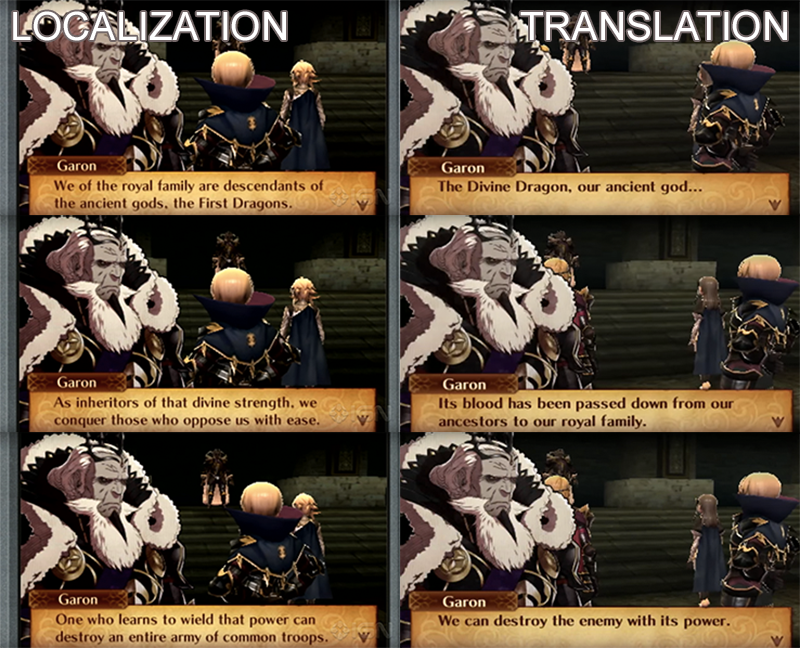 LOCALIZATION
TRANSLATION
Garon
We of the royal family are descendants of
the ancient gods, the First Dragons.
Garon
The Divine Dragon, our ancient god...
Garon
As inheritors of that divine strength, we
conquer those who oppose us with ease.
Garon
Its blood has been passed down from our
ancestors to our royal family.
Garon
One who learns to wield that power can
destroy an entire army of common troops.
Garon
We can destroy the enemy with its power.